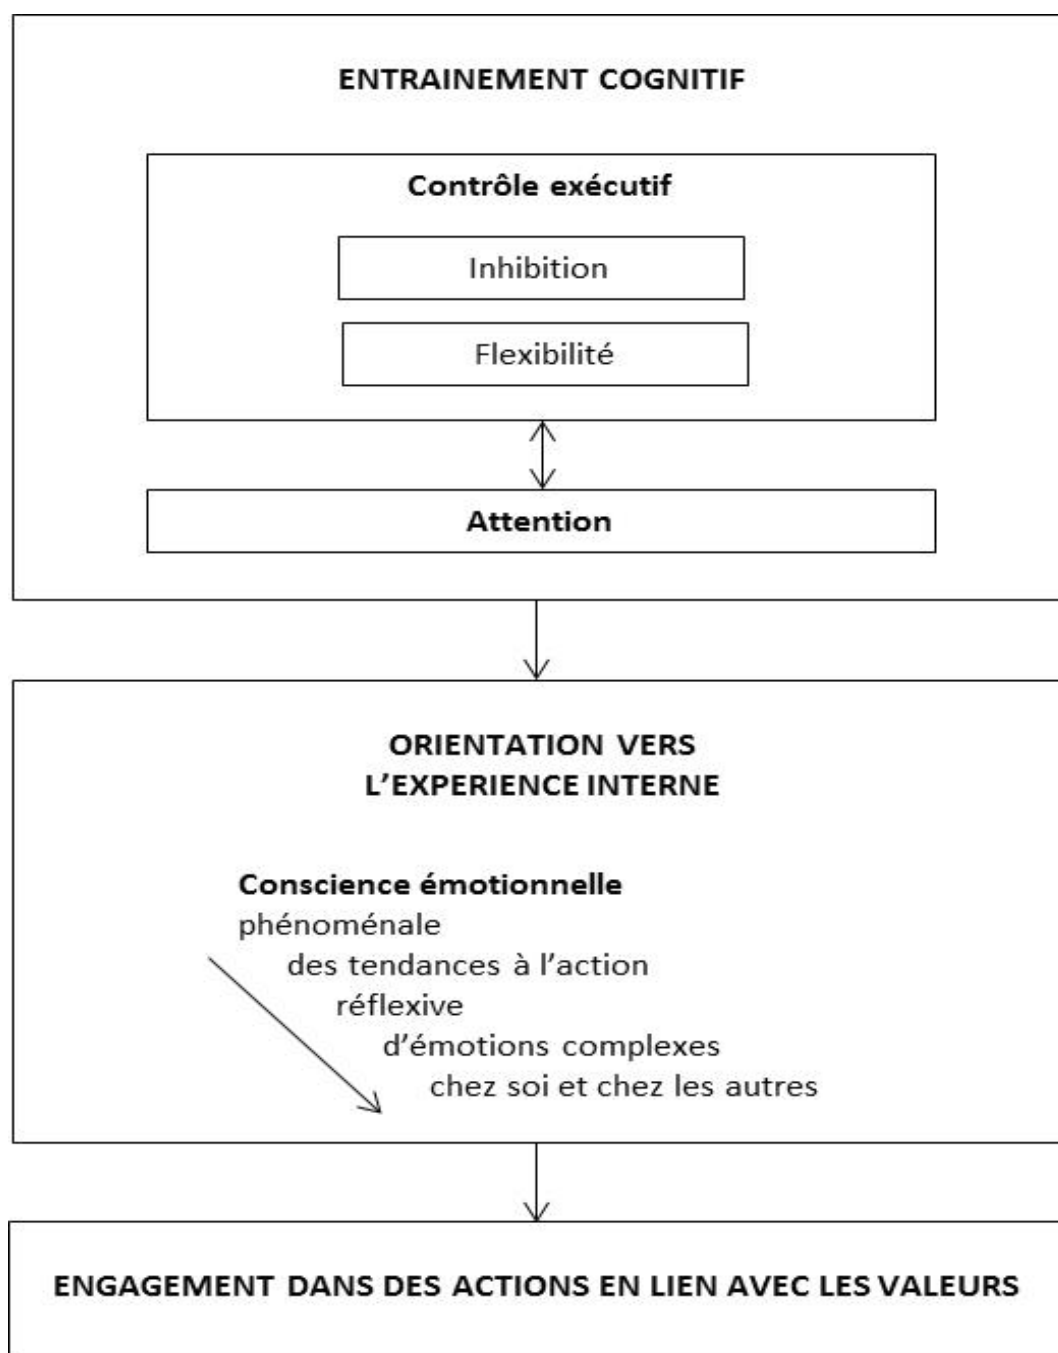 ENTRAINEMENT COGNITIF
Contrôle exécutif
Inhibition
Flexibilité
Attention
ORIENTATION VERS
L’EXPERIENCE INTERNE
Conscience émotionnelle
phénoménale
des tendances à l’action
réflexive
d’émotions complexes
chez soi et chez les autres
ENGAGEMENT DANS DES ACTIONS EN LIEN AVEC LES VALEURS